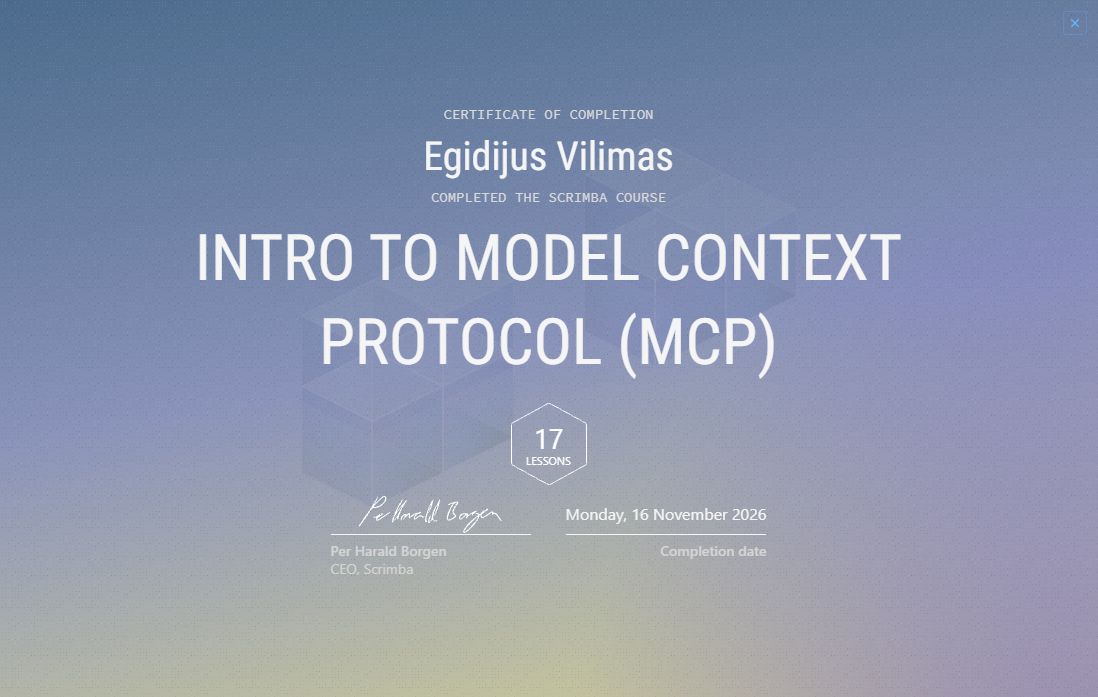 CERTIFICATE OF COMPLETION
Egidijus Vilimas
COMPLETED THE SCRIMBA COURSE
INTRO TO MODEL CONTEXT
PROTOCOL (MCP)
17
LESSONS
Per Harald Borgen
Monday, 16 November 2026
Per Harald Borgen
Completion date
CEO, Scrimba